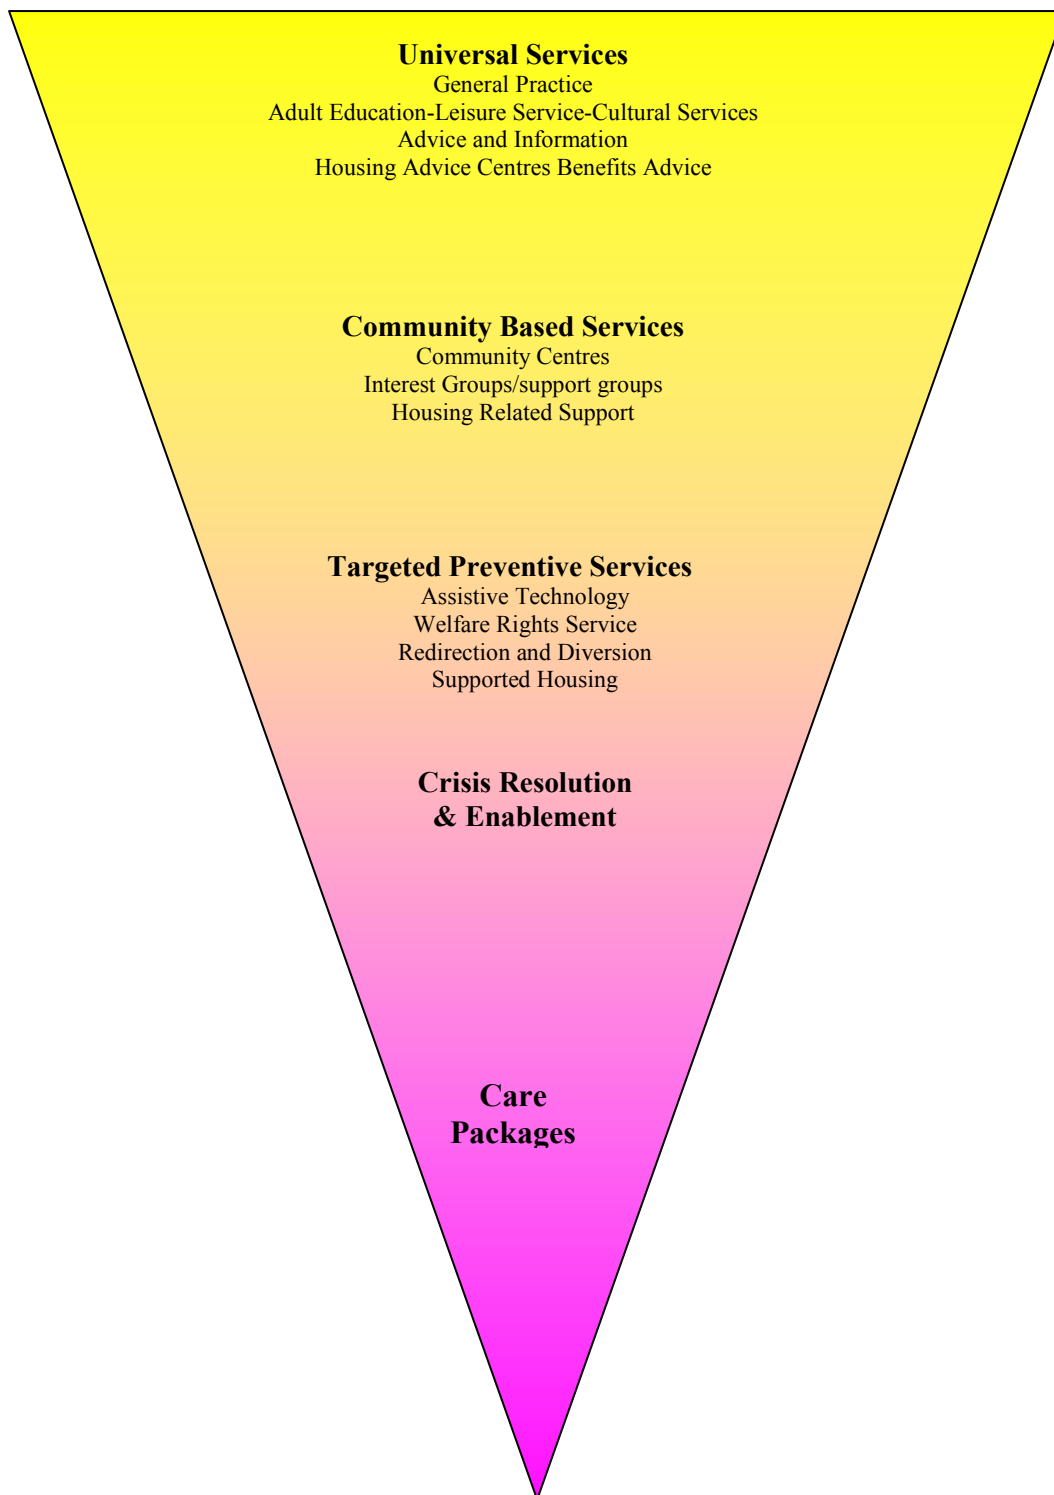 Universal Services
General Practice
Adult Education-Leisure Service-Cultural Services
Advice and Information
Housing Advice Centres Benefits Advice
Community Based Services
Community Centres
Interest Groups/support groups
Housing Related Support
Targeted Preventive Services
Assistive Technology
Welfare Rights Service
Redirection and Diversion
Supported Housing
Crisis Resolution
& Enablement
Care
Packages